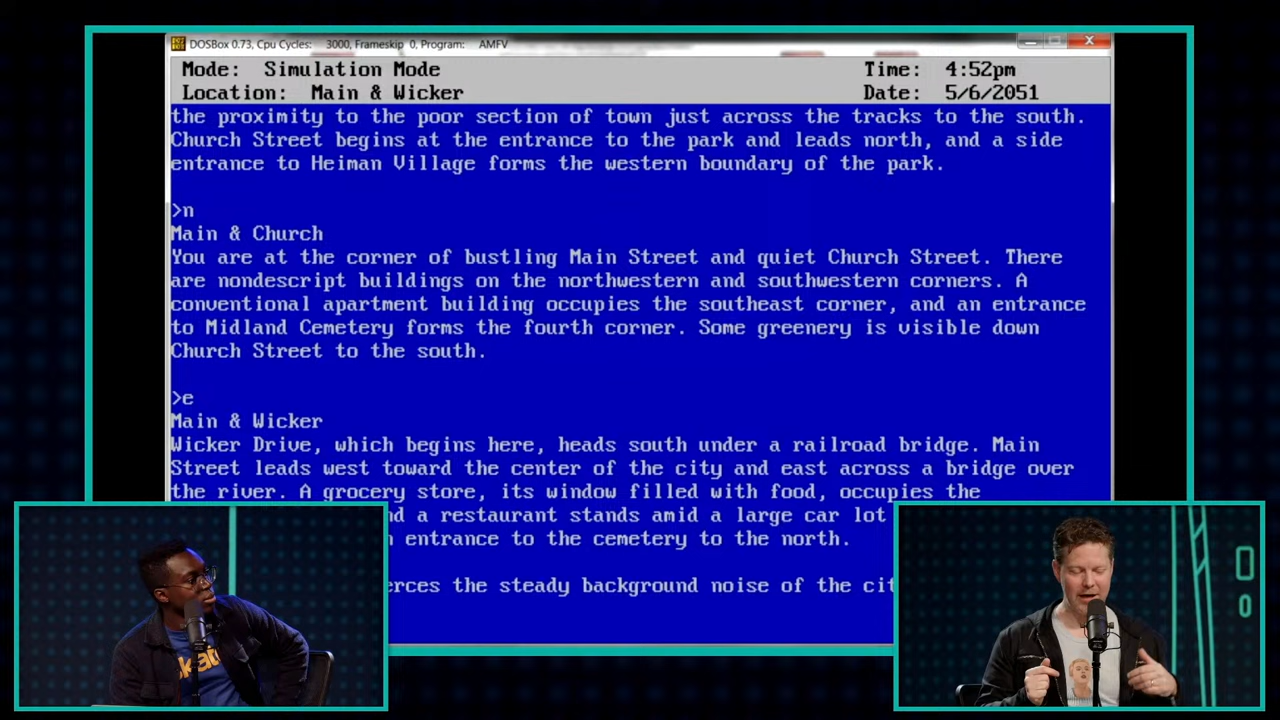 DOSBox 0.73, Cpu Cycles: 3000, Frameskip 0, Program: AMFV
Mode: Simulation Mode Time: 4:52pm
Location: Main & Wicker Date: 5/6/2051
the proximity to the poor section of town just across the tracks to the south.
Church Street begins at the entrance to the park and leads north, and a side
entrance to Heiman Village forms the western boundary of the park.
>n
Main & Church
You are at the corner of bustling Main Street and quiet Church Street. There
are nondescript buildings on the northwestern and southwestern corners. A
conventional apartment building occupies the southeast corner, and an entrance
to Midland Cemetery forms the fourth corner. Some greenery is visible down
Church Street to the south.
>e
Main & Wicker
Wicker Drive, which begins here, heads south under a railroad bridge. Main
Street leads west toward the center of the city and east across a bridge over
the river. A grocery store, its window filled with food, occupies the
a restaurant stands amid a large car lot
entrance to the cemetery to the north.
the steady background noise of the